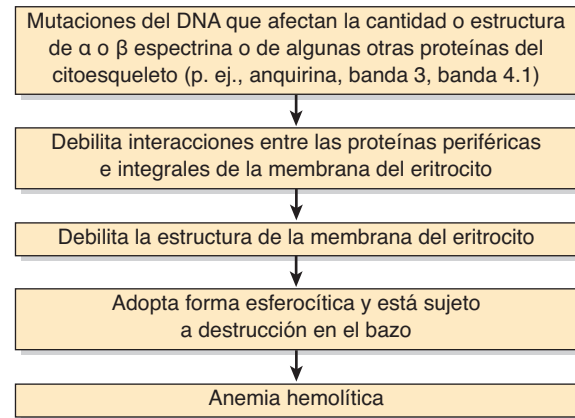 Mutaciones del DNA que afectan la cantidad o estructura
de α o β espectrina o de algunas otras proteínas del
citoesqueleto (p. ej., anquirina, banda 3, banda 4.1)
Debilita interacciones entre las proteínas periféricas
e integrales de la membrana del eritrocito
Debilita la estructura de la membrana del eritrocito
Adopta forma esferocítica y está sujeto
a destrucción en el bazo
Anemia hemolítica